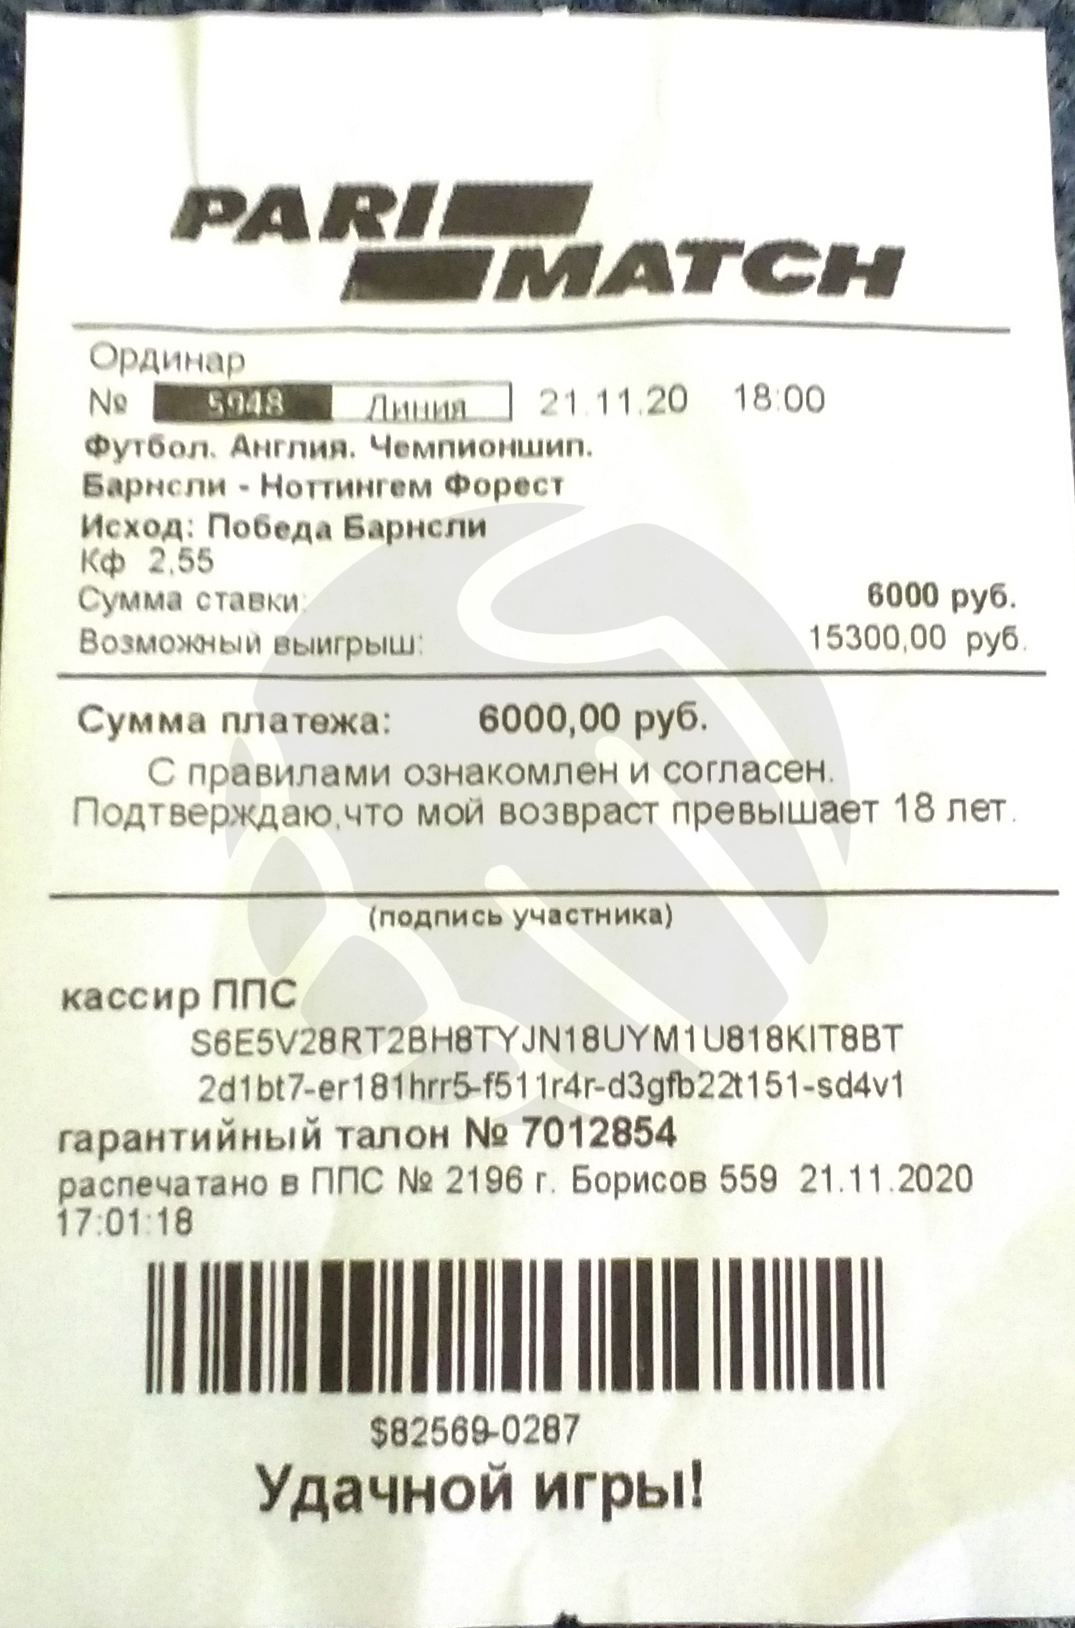 PARI MATCH
Ординар
№ 5948 Линия 21.11.20 18:00
Футбол. Англия. Чемпионшип.
Барнсли - Ноттингем Форест
Исход: Победа Барнсли
Кф 2,55
Сумма ставки: 6000 руб.
Возможный выигрыш: 15300,00 руб.
Сумма платежа: 6000,00 руб.
С правилами ознакомлен и согласен.
Подтверждаю,что мой возвраст превышает 18 лет.
(подпись участника)
кассир ППС
S6E5V28RT2BH8TYJN18UYM1U818KIT8BT
2d1bt7-er181hrr5-f511r4r-d3gfb22t151-sd4v1
гарантийный талон № 7012854
распечатано в ППС № 2196 г. Борисов 559 21.11.2020
17:01:18
$82569-0287
Удачной игры!